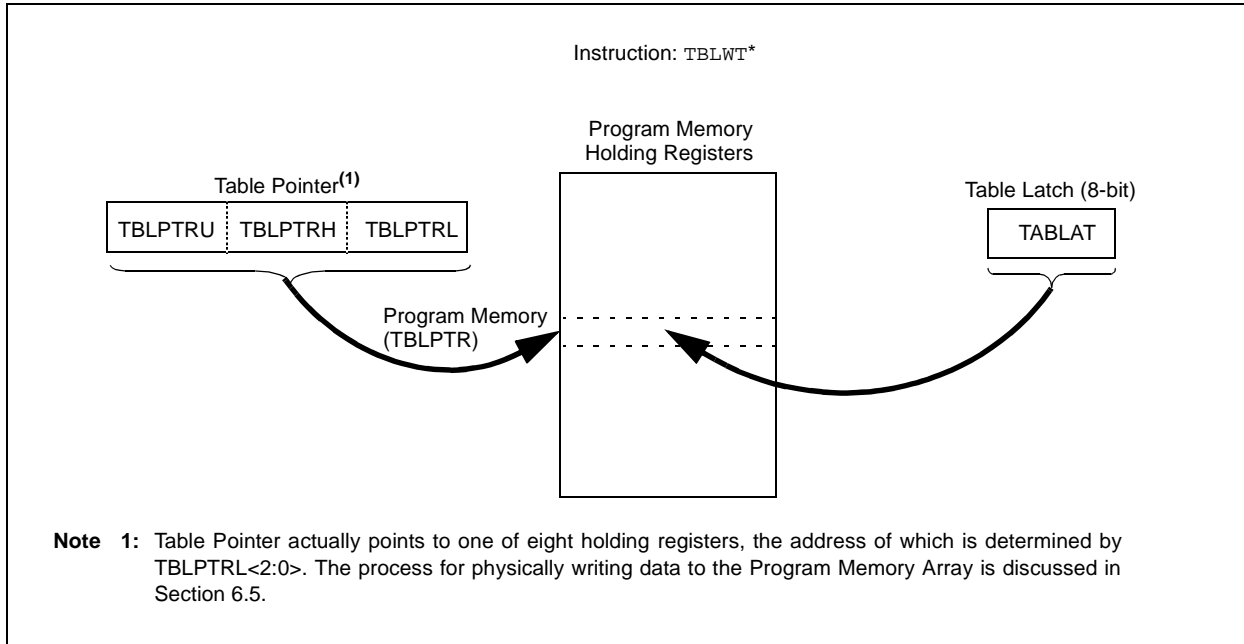 Instruction: TBLWT*
Program Memory
Holding Registers
Table Pointer(1)
Table Latch (8-bit)
TBLPTRU TBLPTRH TBLPTRL
TABLAT
Program Memory
(TBLPTR)
Note 1: Table Pointer actually points to one of eight holding registers, the address of which is determined by
TBLPTRL<2:0>. The process for physically writing data to the Program Memory Array is discussed in
Section 6.5.